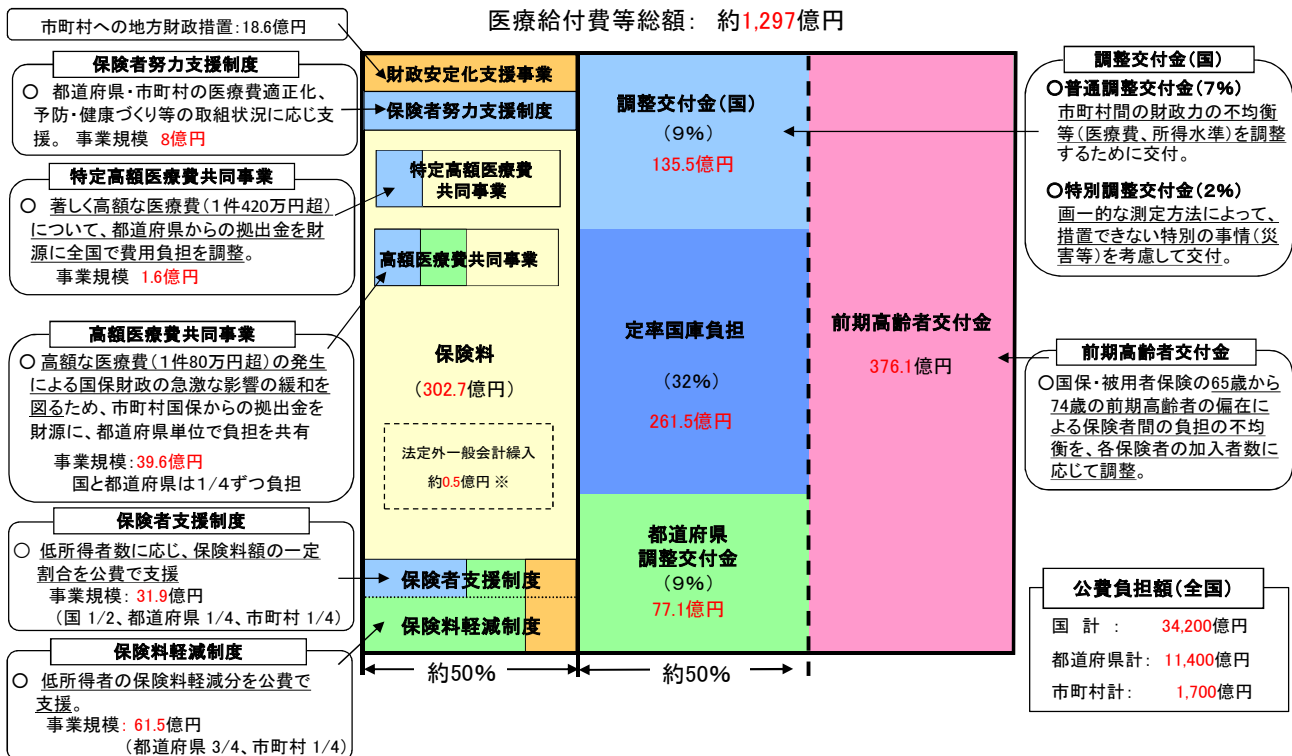 医療給付費等総額： 約1,297億円
市町村への地方財政措置：18.6億円
保険者努力支援制度
○ 都道府県・市町村の医療費適正化、
予防・健康づくり等の取組状況に応じ支
援。 事業規模 8億円
特定高額医療費共同事業
○ 著しく高額な医療費（1件420万円超）
について、都道府県からの拠出金を財
源に全国で費用負担を調整。
事業規模 1.6億円
高額医療費共同事業
○ 高額な医療費（1件80万円超）の発生
による国保財政の急激な影響の緩和を
図るため、市町村国保からの拠出金を
財源に、都道府県単位で負担を共有
事業規模：39.6億円
国と都道府県は1/4ずつ負担
保険者支援制度
○ 低所得者数に応じ、保険料額の一定
割合を公費で支援
事業規模：31.9億円
（国 1/2、都道府県 1/4、市町村 1/4）
保険料軽減制度
○ 低所得者の保険料軽減分を公費で
支援。
事業規模：61.5億円
（都道府県 3/4、市町村 1/4）
財政安定化支援事業
保険者努力支援制度
特定高額医療費
共同事業
高額医療費共同事業
保険料
（302.7億円）
法定外一般会計繰入
約0.5億円 ※
保険者支援制度
保険料軽減制度
約50%
調整交付金（国）
（9％）
135.5億円
定率国庫負担
（32％）
261.5億円
都道府県
調整交付金
（9％）
77.1億円
約50%
前期高齢者交付金
376.1億円
調整交付金（国）
○普通調整交付金（7％）
市町村間の財政力の不均衡
等（医療費、所得水準）を調整
するために交付。
○特別調整交付金（2％）
画一的な測定方法によって、
措置できない特別の事情（災
害等）を考慮して交付。
前期高齢者交付金
○国保・被用者保険の65歳から
74歳の前期高齢者の偏在に
よる保険者間の負担の不均
衡を、各保険者の加入者数に
応じて調整。
公費負担額（全国）
国 計 ： 34,200億円
都道府県計： 11,400億円
市町村計： 1,700億円